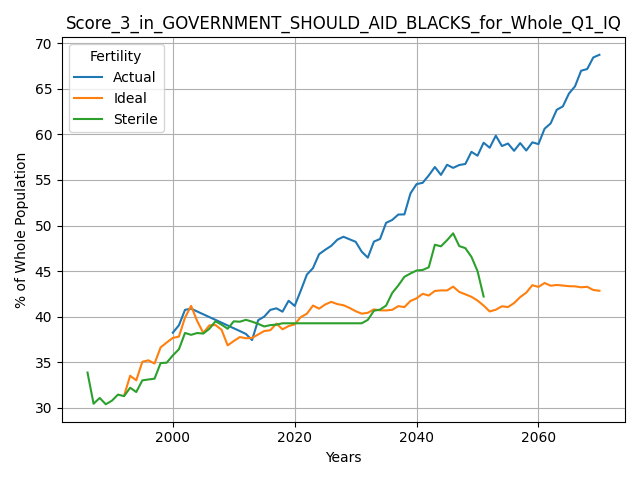 Score_3_in_GOVERNMENT_SHOULD_AID_BLACKS_for_Whole_Q1_IQ
Fertility
Actual
Ideal
Sterile
% of Whole Population
70
65
60
55
50
45
40
35
30
2000
2020
2040
2060
Years